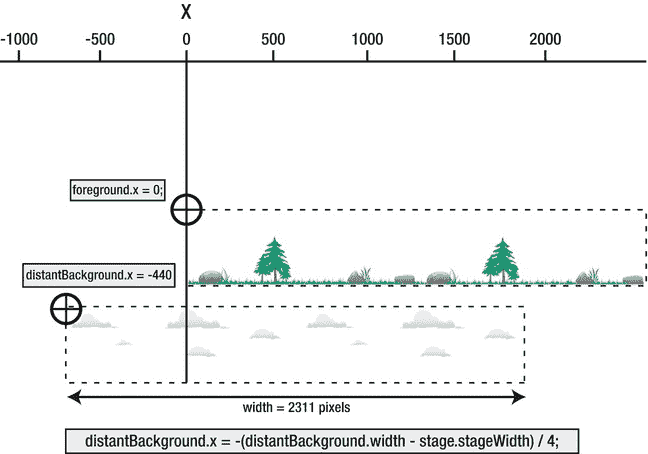 X
-1000 -500 0 500 1000 1500 2000
foreground.x = 0;
distantBackground.x = -440
width = 2311 pixels
distantBackground.x = -(distantBackground.width - stage.stageWidth) / 4;